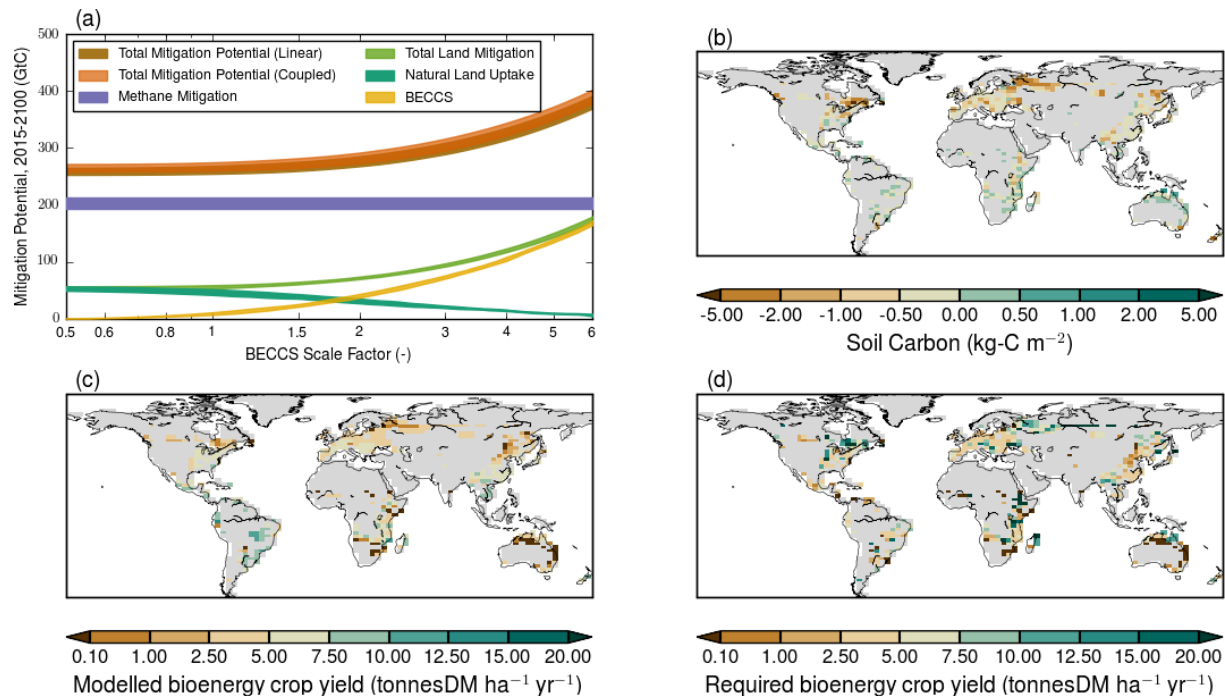 (a)
Mitigation Potential, 2015-2100 (GtC)
500
400
300
200
100
0
Total Mitigation Potential (Linear)
Total Mitigation Potential (Coupled)
Methane Mitigation
Total Land Mitigation
Natural Land Uptake
BECCS
0.5 0.6 0.8 1 1.5 2 3 4 5 6
BECCS Scale Factor (-)
(b)
-5.00 -2.00 -1.00 -0.50 0.00 0.50 1.00 2.00 5.00
Soil Carbon (kg-C m⁻²)
(c)
0.10 1.00 2.50 5.00 7.50 10.00 12.50 15.00 20.00
Modelled bioenergy crop yield (tonnesDM ha⁻¹ yr⁻¹)
(d)
0.10 1.00 2.50 5.00 7.50 10.00 12.50 15.00 20.00
Required bioenergy crop yield (tonnesDM ha⁻¹ yr⁻¹)